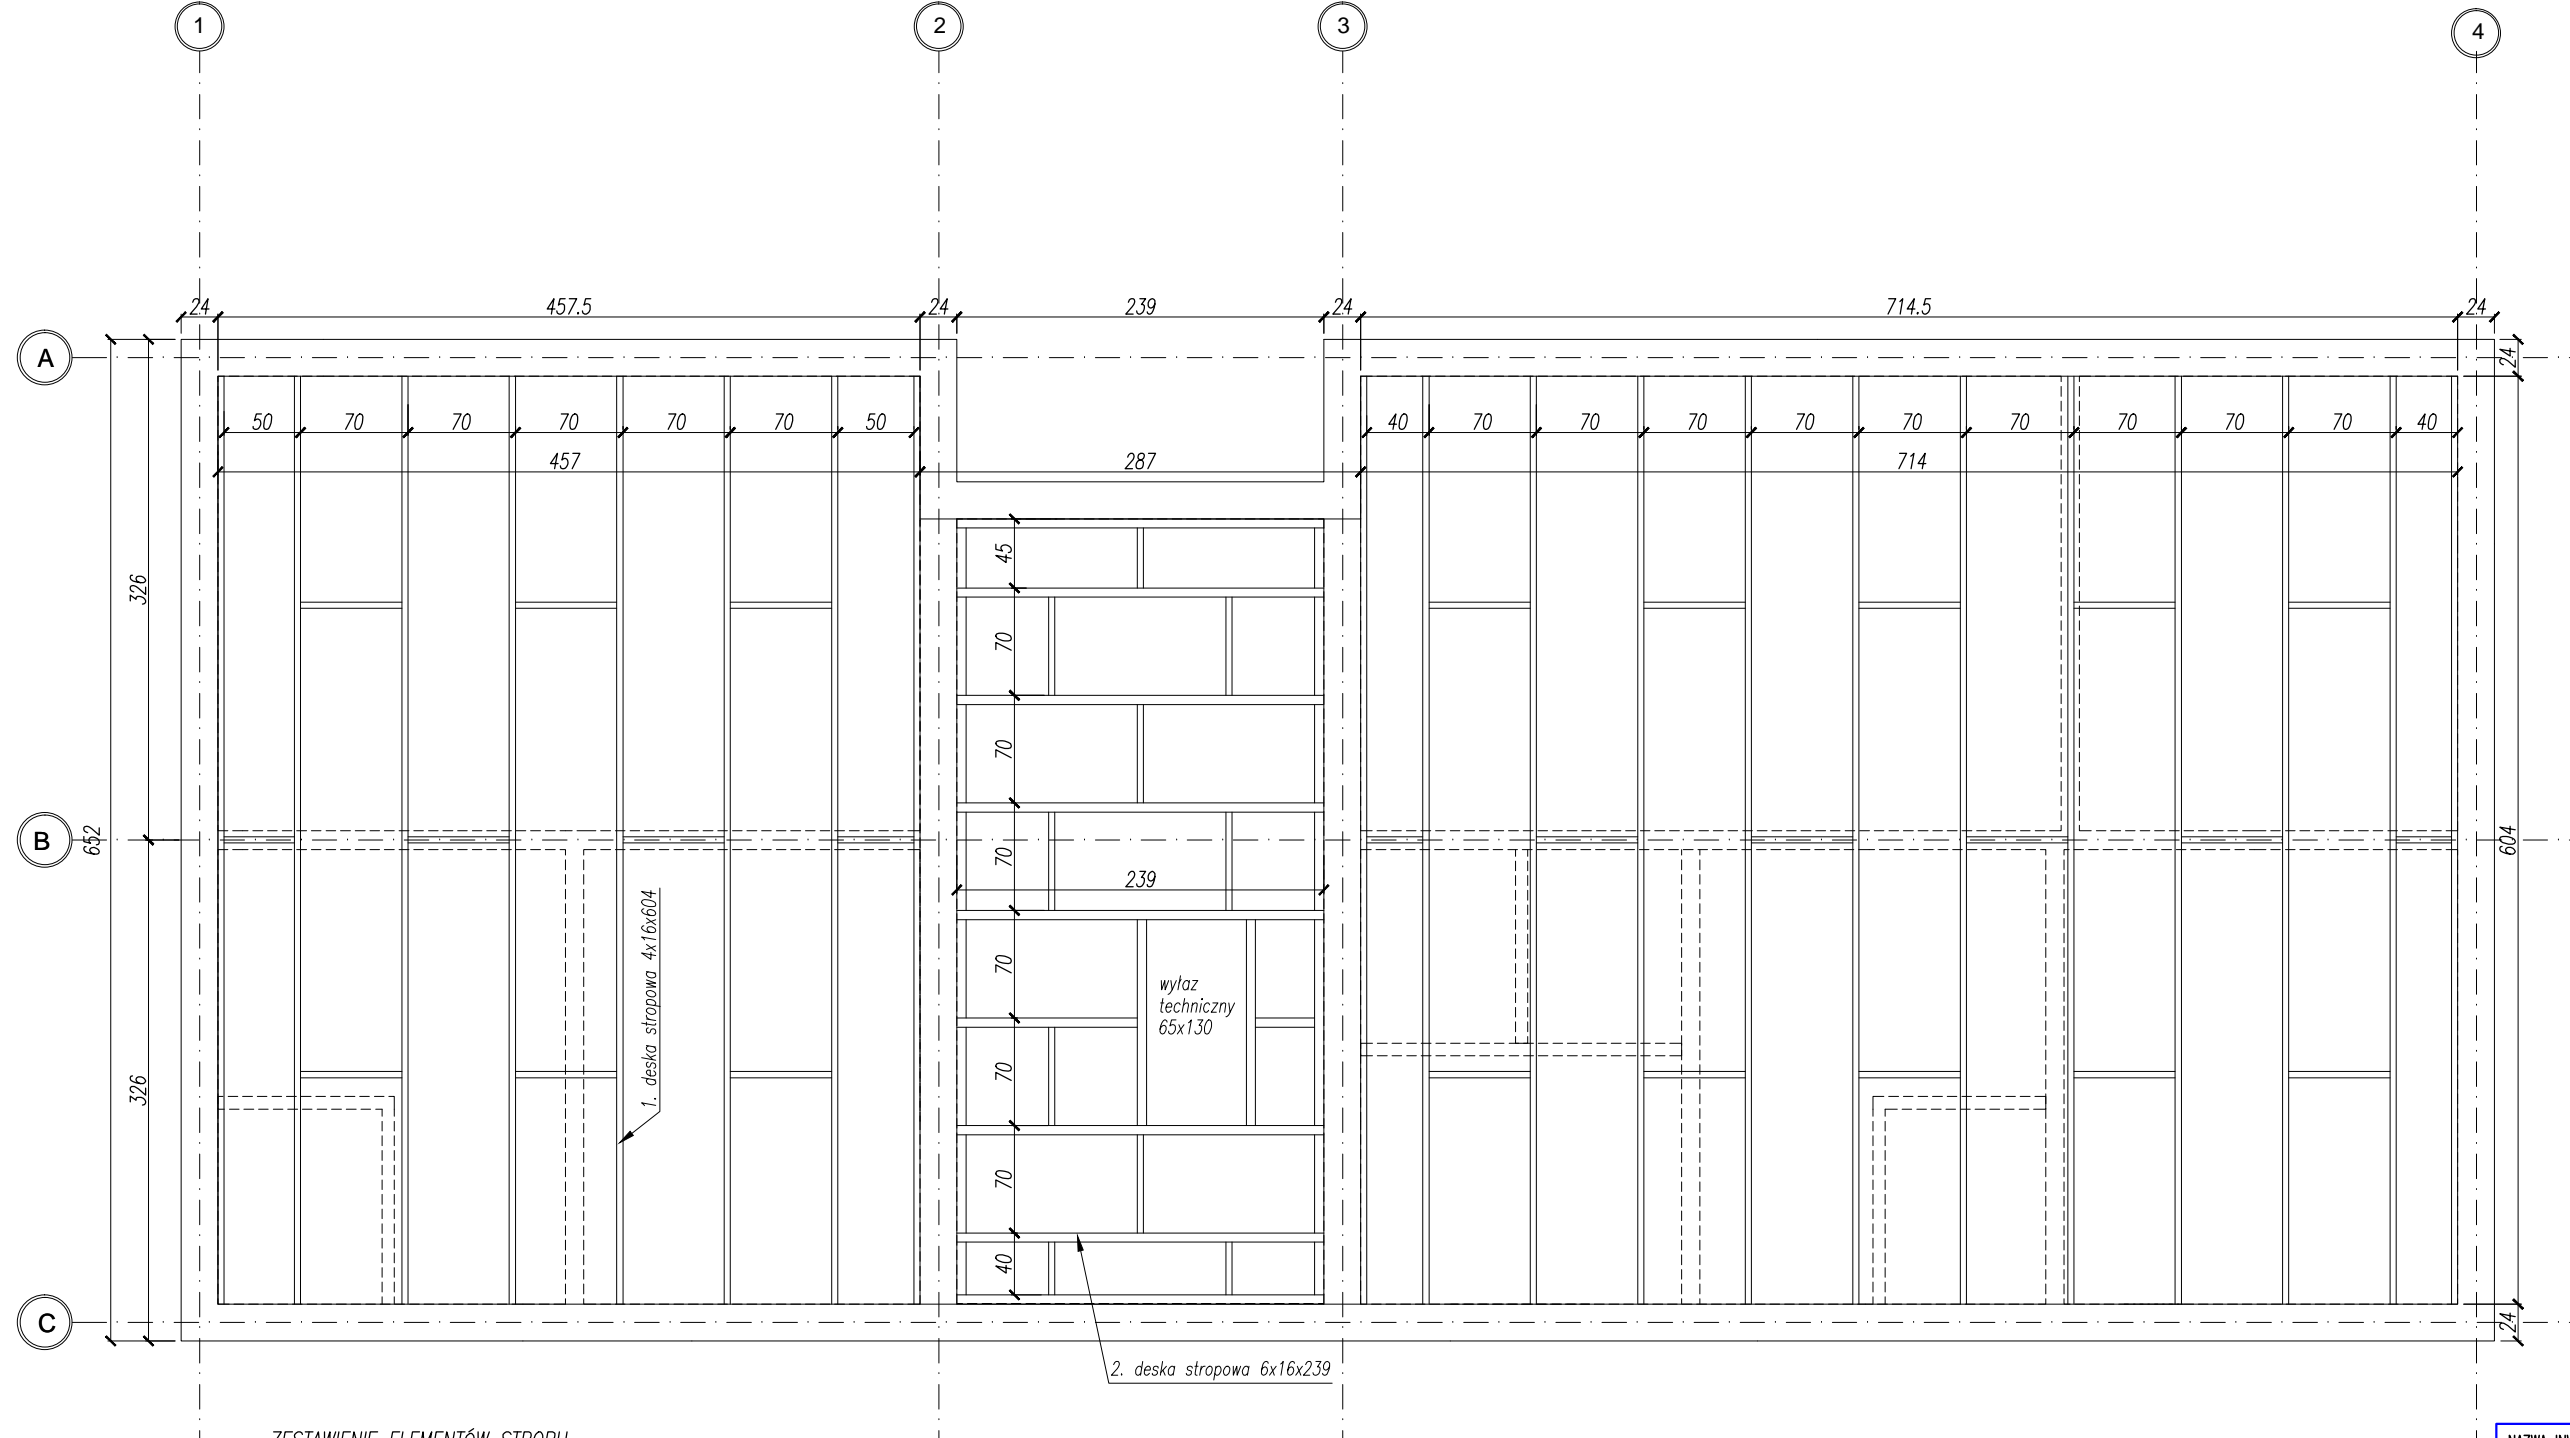 1 2 3 4
24 457.5 24 239 24 714.5 24
A
24
50 70 70 70 70 70 50
40 70 70 70 70 70 70 70 70 70 40
457 287 714
45
326
70
70
B
652
70
604
239
1. deska stropowa 4x16x604
70
wyłaz
techniczny
65x130
70
326
70
40
C
24
2. deska stropowa 6x16x239
ZESTAWIENIE ELEMENTÓW STROPU